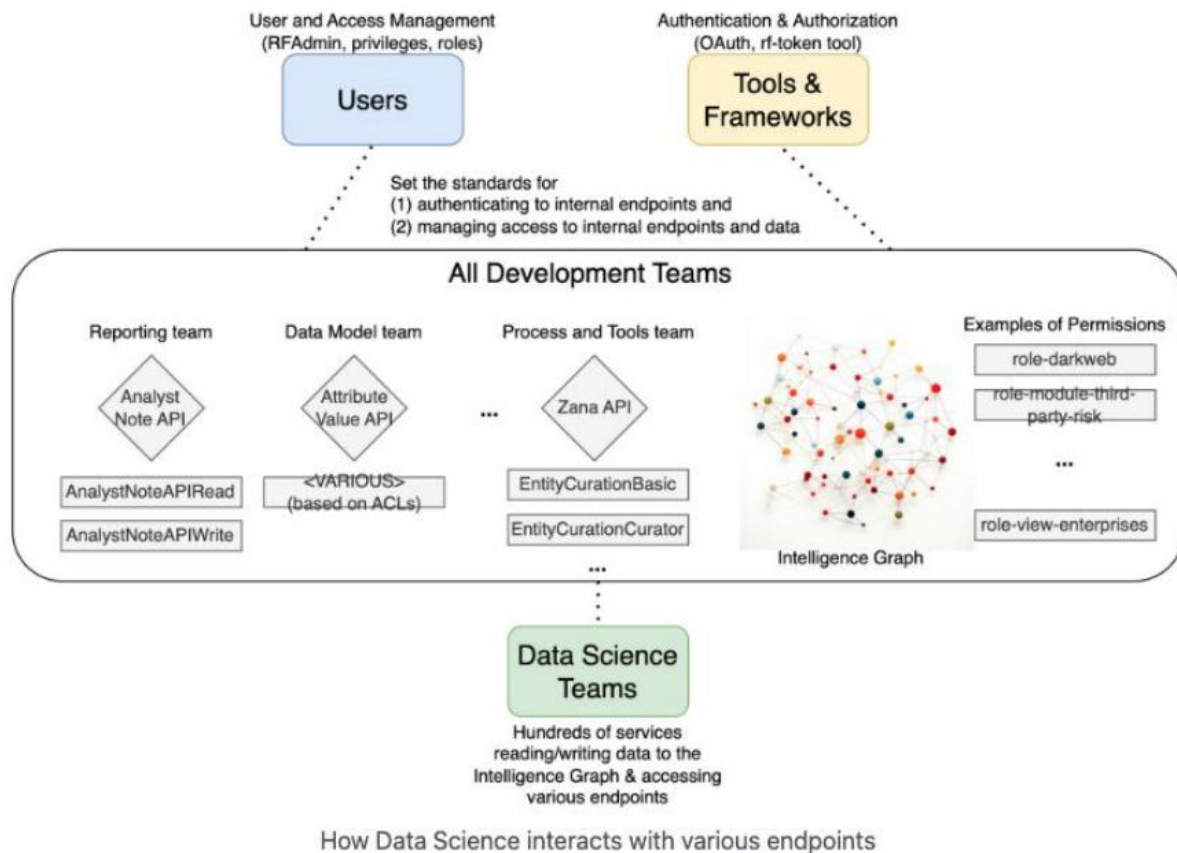 User and Access Management
(RFAdmin, privileges, roles)
Users
Authentication & Authorization
(OAuth, rf-token tool)
Tools &
Frameworks
Set the standards for
(1) authenticating to internal endpoints and
(2) managing access to internal endpoints and data
All Development Teams
Reporting team
Analyst
Note API
AnalystNoteAPIRead
AnalystNoteAPIWrite
Data Model team
Attribute
Value API
<VARIOUS>
(based on ACLs)
...
Process and Tools team
Zana API
EntityCurationBasic
EntityCurationCurator
...
Intelligence Graph
Examples of Permissions
role-darkweb
role-module-third-
party-risk
...
role-view-enterprises
Data Science
Teams
Hundreds of services
reading/writing data to the
Intelligence Graph & accessing
various endpoints
How Data Science interacts with various endpoints